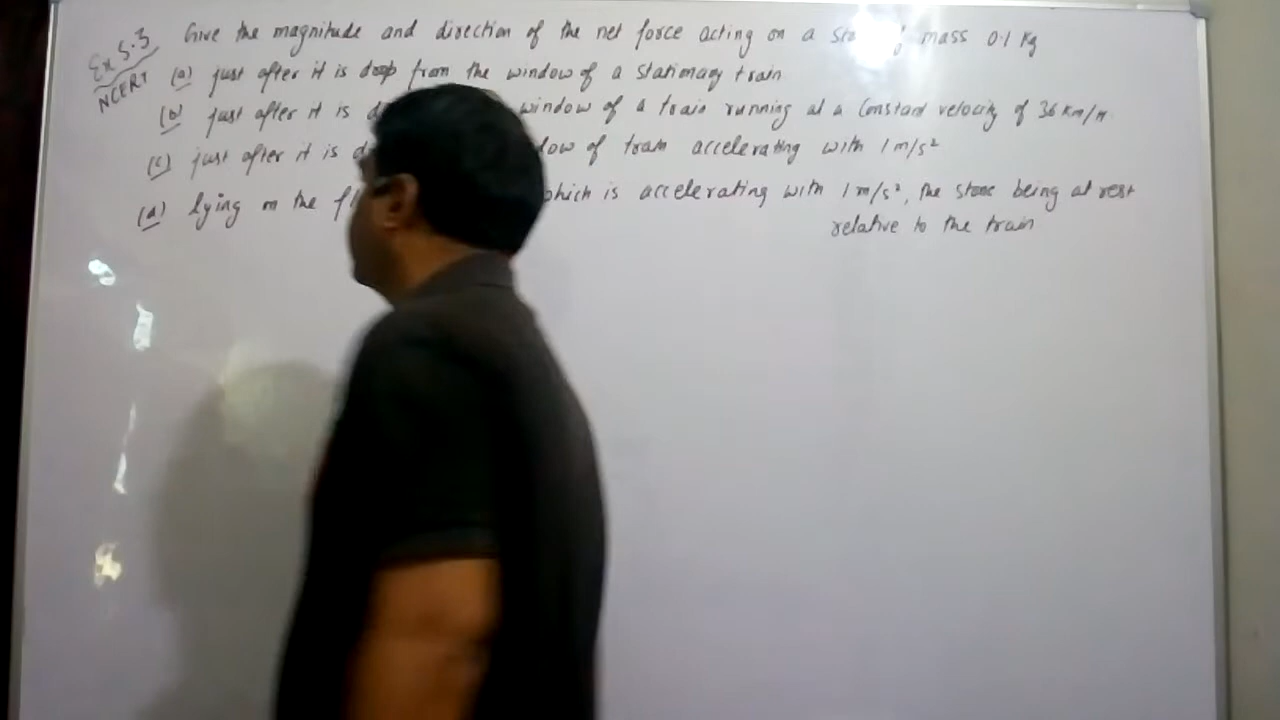 Ex 5.3
NCERT
Give the magnitude and direction of the net force acting on a mass 0.1 Kg
(a) just after it is drop from the window of a stationary train
(b) just after it is window of a train running at a constant velocity of 36 Km/h.
(c) just after it is of train accelerating with 1 m/s²
(d) lying on the which is accelerating with 1 m/s², the stone being at rest
relative to the train